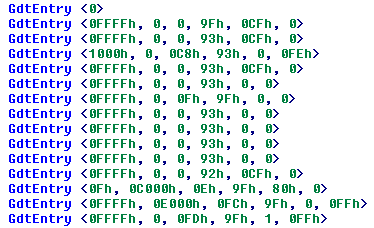 GdtEntry <0>
GdtEntry <0FFFFh, 0, 0, 9Fh, 0CFh, 0>
GdtEntry <0FFFFh, 0, 0, 93h, 0CFh, 0>
GdtEntry <1000h, 0, 0C8h, 93h, 0, 0FEh>
GdtEntry <0FFFFh, 0, 0, 93h, 0CFh, 0>
GdtEntry <0FFFFh, 0, 0, 93h, 0, 0>
GdtEntry <0FFFFh, 0, 0Fh, 9Fh, 0, 0>
GdtEntry <0FFFFh, 0, 0, 93h, 0, 0>
GdtEntry <0FFFFh, 0, 0, 93h, 0, 0>
GdtEntry <0FFFFh, 0, 0, 93h, 0, 0>
GdtEntry <0FFFFh, 0, 0, 93h, 0, 0>
GdtEntry <0FFFFh, 0, 0, 92h, 0CFh, 0>
GdtEntry <0Fh, 0C000h, 0Eh, 9Fh, 80h, 0>
GdtEntry <0FFFFh, 0E000h, 0FCh, 9Fh, 0, 0FFh>
GdtEntry <0FFFFh, 0, 0FDh, 9Fh, 1, 0FFh>